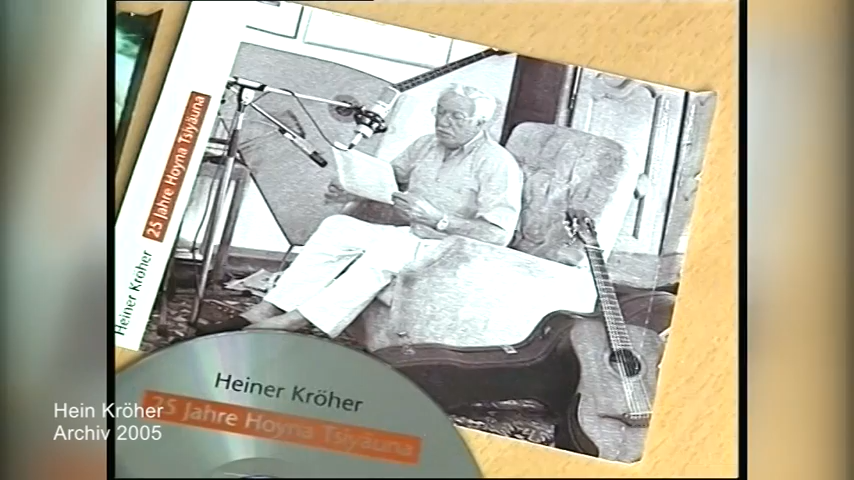 25 Jahre Hoyna Tsiyäuna
Heiner Kröher
Heiner Kröher
25 Jahre Hoyna Tsiyäuna
Hein Kröher
Archiv 2005